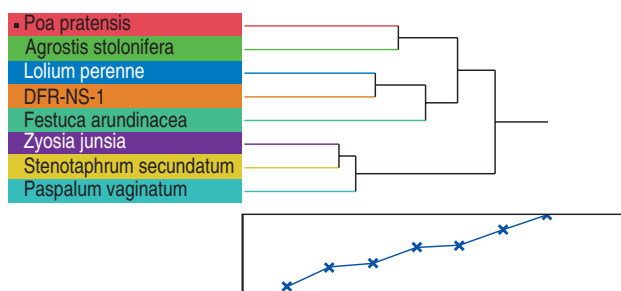 Poa pratensis
Agrostis stolonifera
Lolium perenne
DFR-NS-1
Festuca arundinacea
Zyosia junsia
Stenotaphrum secundatum
Paspalum vaginatum